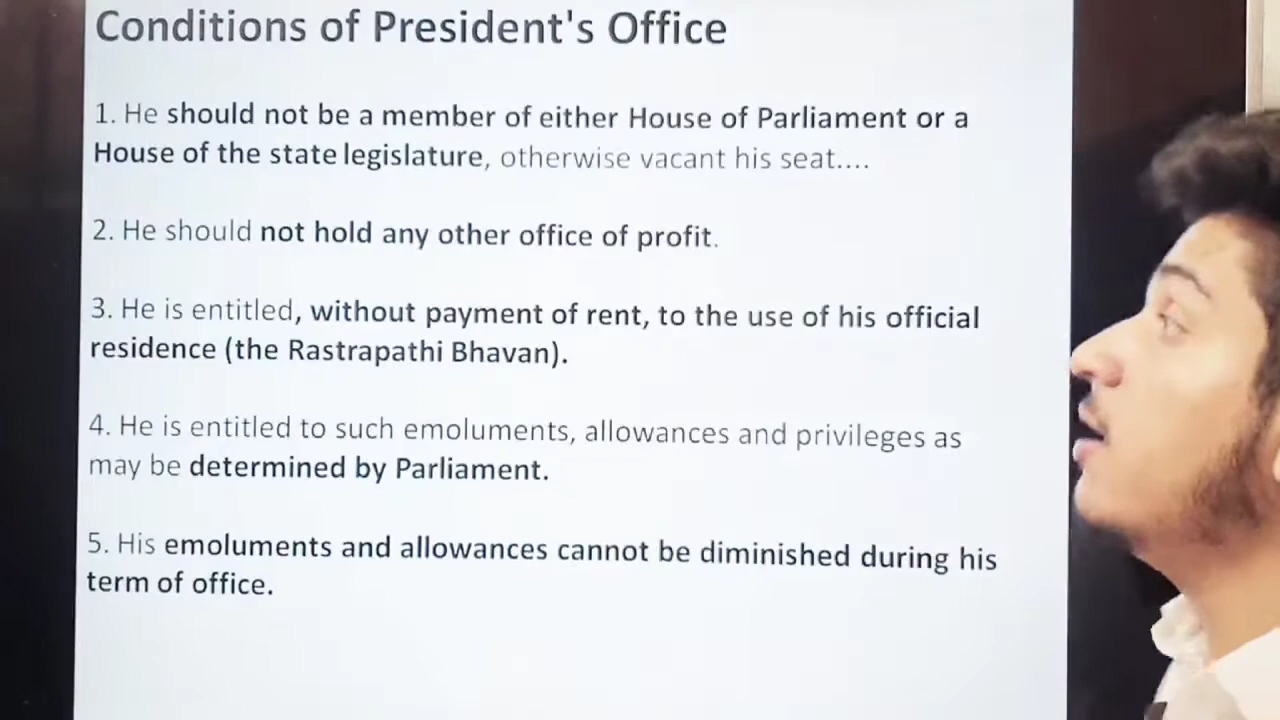 Conditions of President's Office
1. He should not be a member of either House of Parliament or a
House of the state legislature, otherwise vacant his seat....
2. He should not hold any other office of profit.
3. He is entitled, without payment of rent, to the use of his official
residence (the Rastrapathi Bhavan).
4. He is entitled to such emoluments, allowances and privileges as
may be determined by Parliament.
5. His emoluments and allowances cannot be diminished during his
term of office.